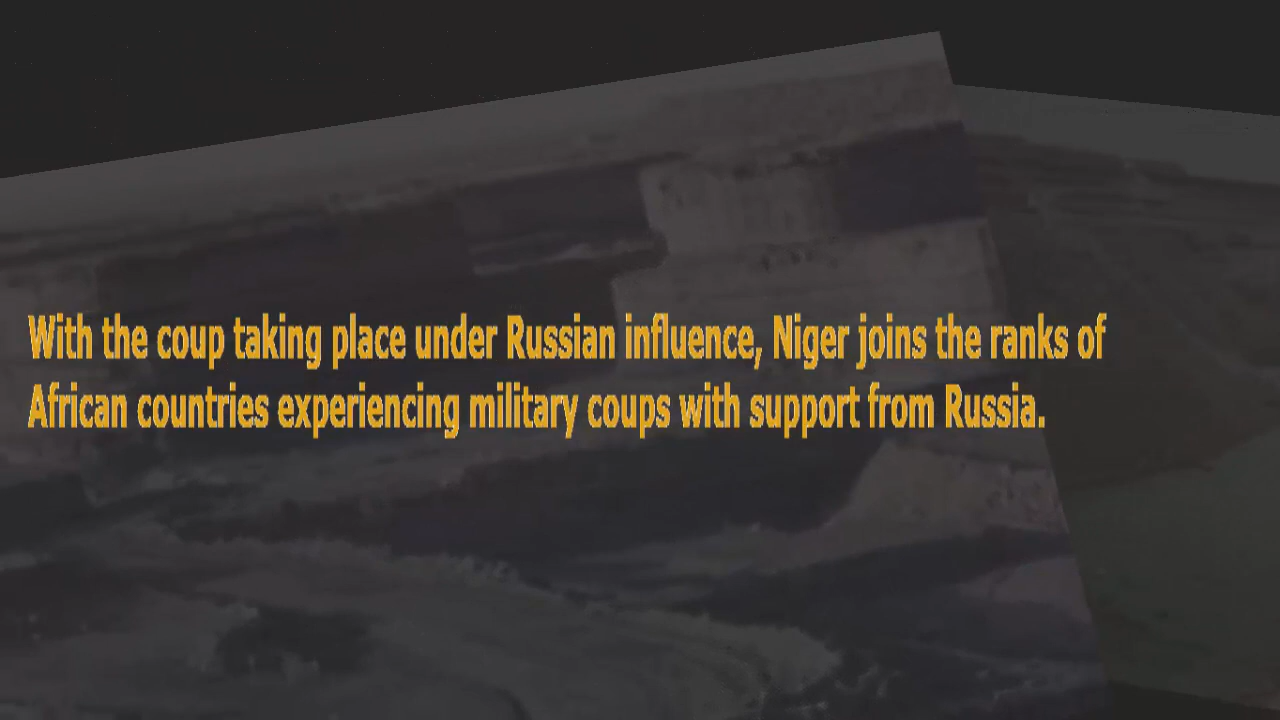 With the coup taking place under Russian influence, Niger joins the ranks of
African countries experiencing military coups with support from Russia.